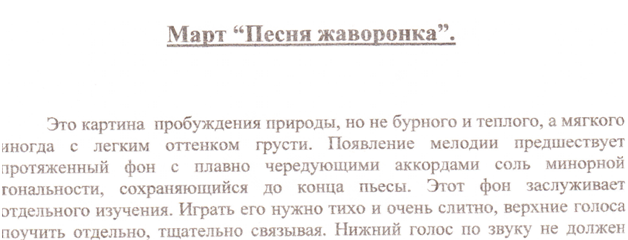 Март “Песня жаворонка”.
Это картина пробуждения природы, но не бурного и теплого, а мягкого
иногда с легким оттенком грусти. Появление мелодии предшествует
протяженный фон с плавно чередующими аккордами соль минорной
тональности, сохраняющийся до конца пьесы. Этот фон заслуживает
отдельного изучения. Играть его нужно тихо и очень слитно, верхние голоса
поучить отдельно, тщательно связывая. Нижний голос по звуку не должен